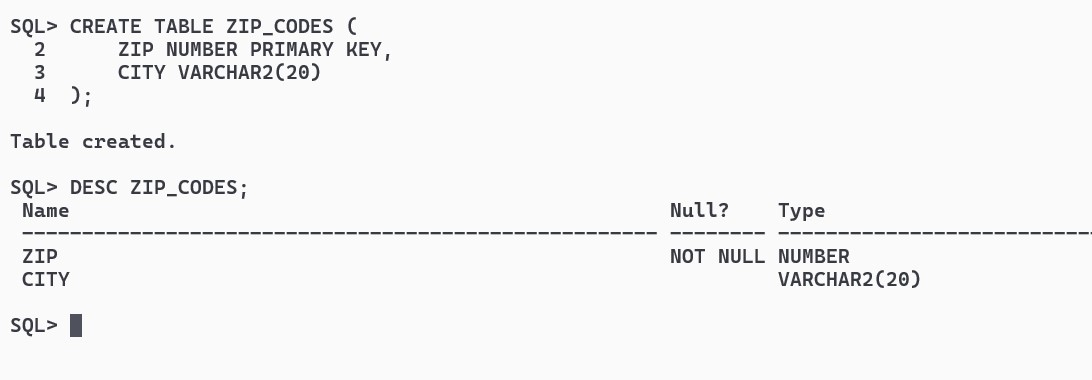 SQL> CREATE TABLE ZIP_CODES (
  2      ZIP NUMBER PRIMARY KEY,
  3      CITY VARCHAR2(20)
  4  );
Table created.
SQL> DESC ZIP_CODES;
 Name                                                  Null?    Type
 ----------------------------------------------------- -------- --------------------------
 ZIP                                                   NOT NULL NUMBER
 CITY                                                           VARCHAR2(20)
SQL>